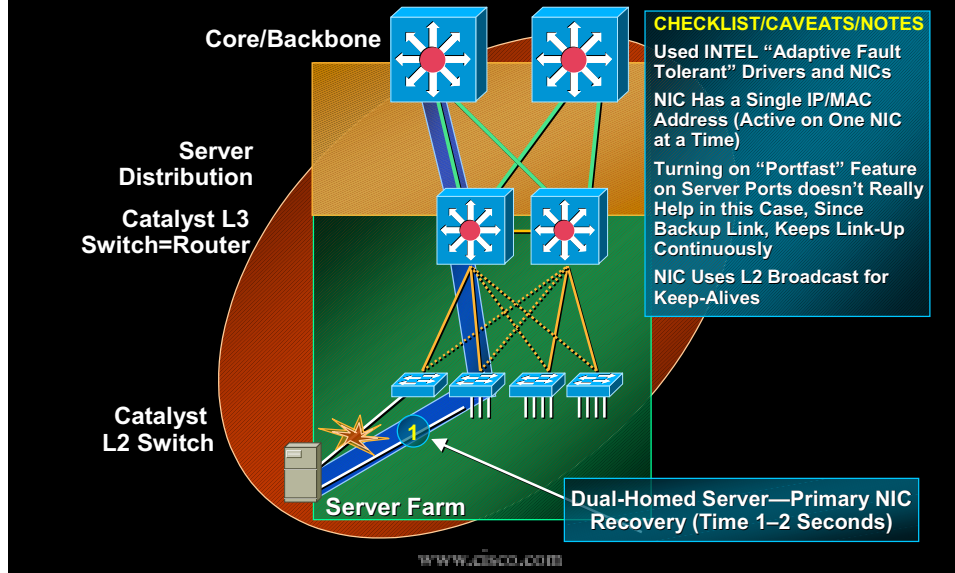 Core/Backbone
Server
Distribution
Catalyst L3
Switch=Router
Catalyst
L2 Switch
1
Server Farm
CHECKLIST/CAVEATS/NOTES
Used INTEL “Adaptive Fault
Tolerant” Drivers and NICs
NIC Has a Single IP/MAC
Address (Active on One NIC
at a Time)
Turning on “Portfast” Feature
on Server Ports doesn’t Really
Help in this Case, Since
Backup Link, Keeps Link-Up
Continuously
NIC Uses L2 Broadcast for
Keep-Alives
Dual-Homed Server—Primary NIC
Recovery (Time 1–2 Seconds)
www.cisco.com